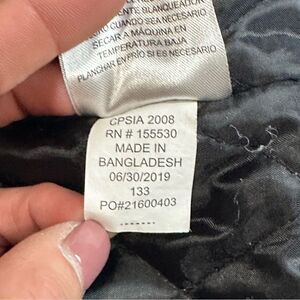 BLANQUEADOR
CUANDO SEA NECESARIO
SECAR A MÁQUINA EN
TEMPERATURA BAJA
PLANCHAR EN FRÍO SI ES NECESARIO
CPSIA 2008
RN # 155530
MADE IN
BANGLADESH
06/30/2019
133
PO#21600403